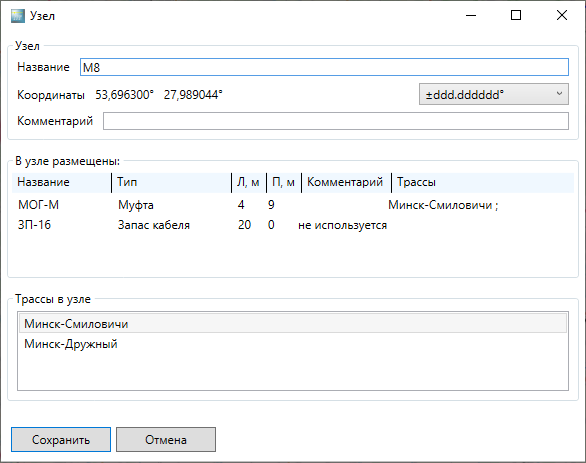 Узел
Узел
Название М8
Координаты 53,696300° 27,989044° ±ddd.dddddd°
Комментарий
В узле размещены:
Название Тип Л, м П, м Комментарий Трассы
МОГ-М Муфта 4 9 Минск-Смиловичи ;
ЗП-16 Запас кабеля 20 0 не используется
Трассы в узле
Минск-Смиловичи
Минск-Дружный
Сохранить Отмена